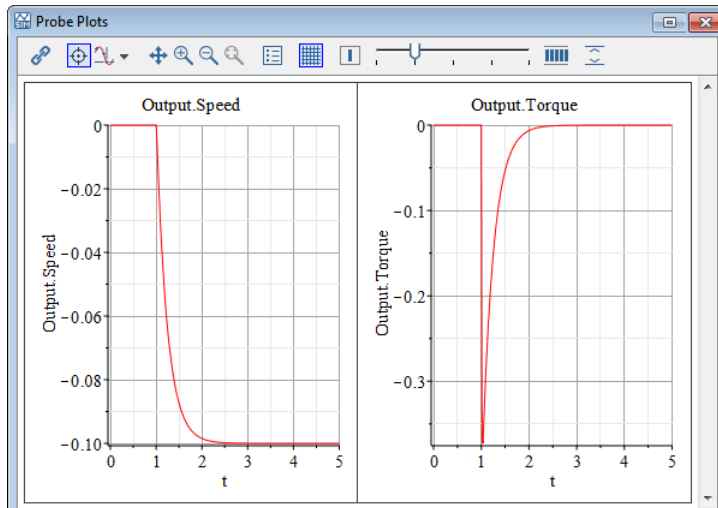 Probe Plots
Output.Speed
Output.Speed
0
−0.02
−0.04
−0.06
−0.08
−0.10
0 1 2 3 4 5
t
Output.Torque
Output.Torque
0
−0.1
−0.2
−0.3
0 1 2 3 4 5
t